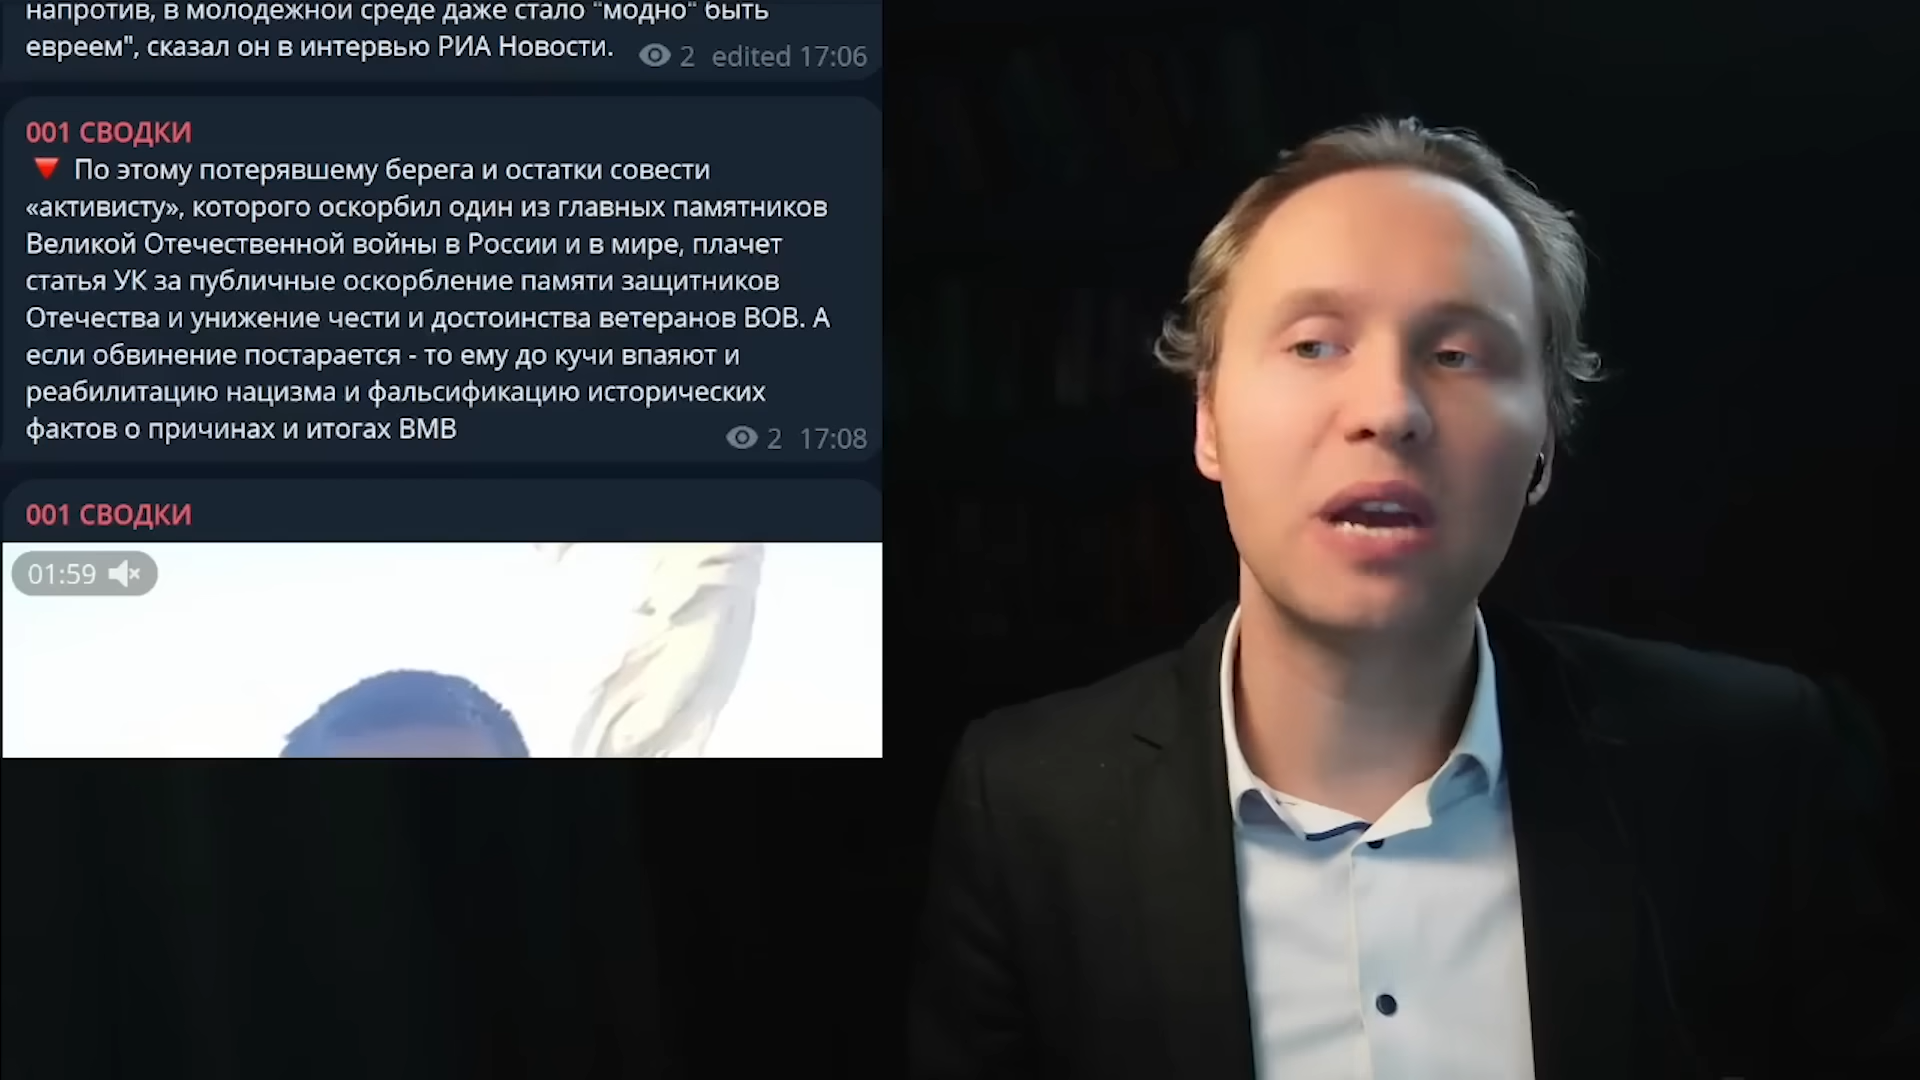 напротив, в молодежной среде даже стало "модно" быть
евреем", сказал он в интервью РИА Новости.
2 edited 17:06
001 СВОДКИ
По этому потерявшему берега и остатки совести
«активисту», которого оскорбил один из главных памятников
Великой Отечественной войны в России и в мире, плачет
статья УК за публичные оскорбление памяти защитников
Отечества и унижение чести и достоинства ветеранов ВОВ. А
если обвинение постарается - то ему до кучи впаяют и
реабилитацию нацизма и фальсификацию исторических
фактов о причинах и итогах ВМВ
2 17:08
001 СВОДКИ
01:59